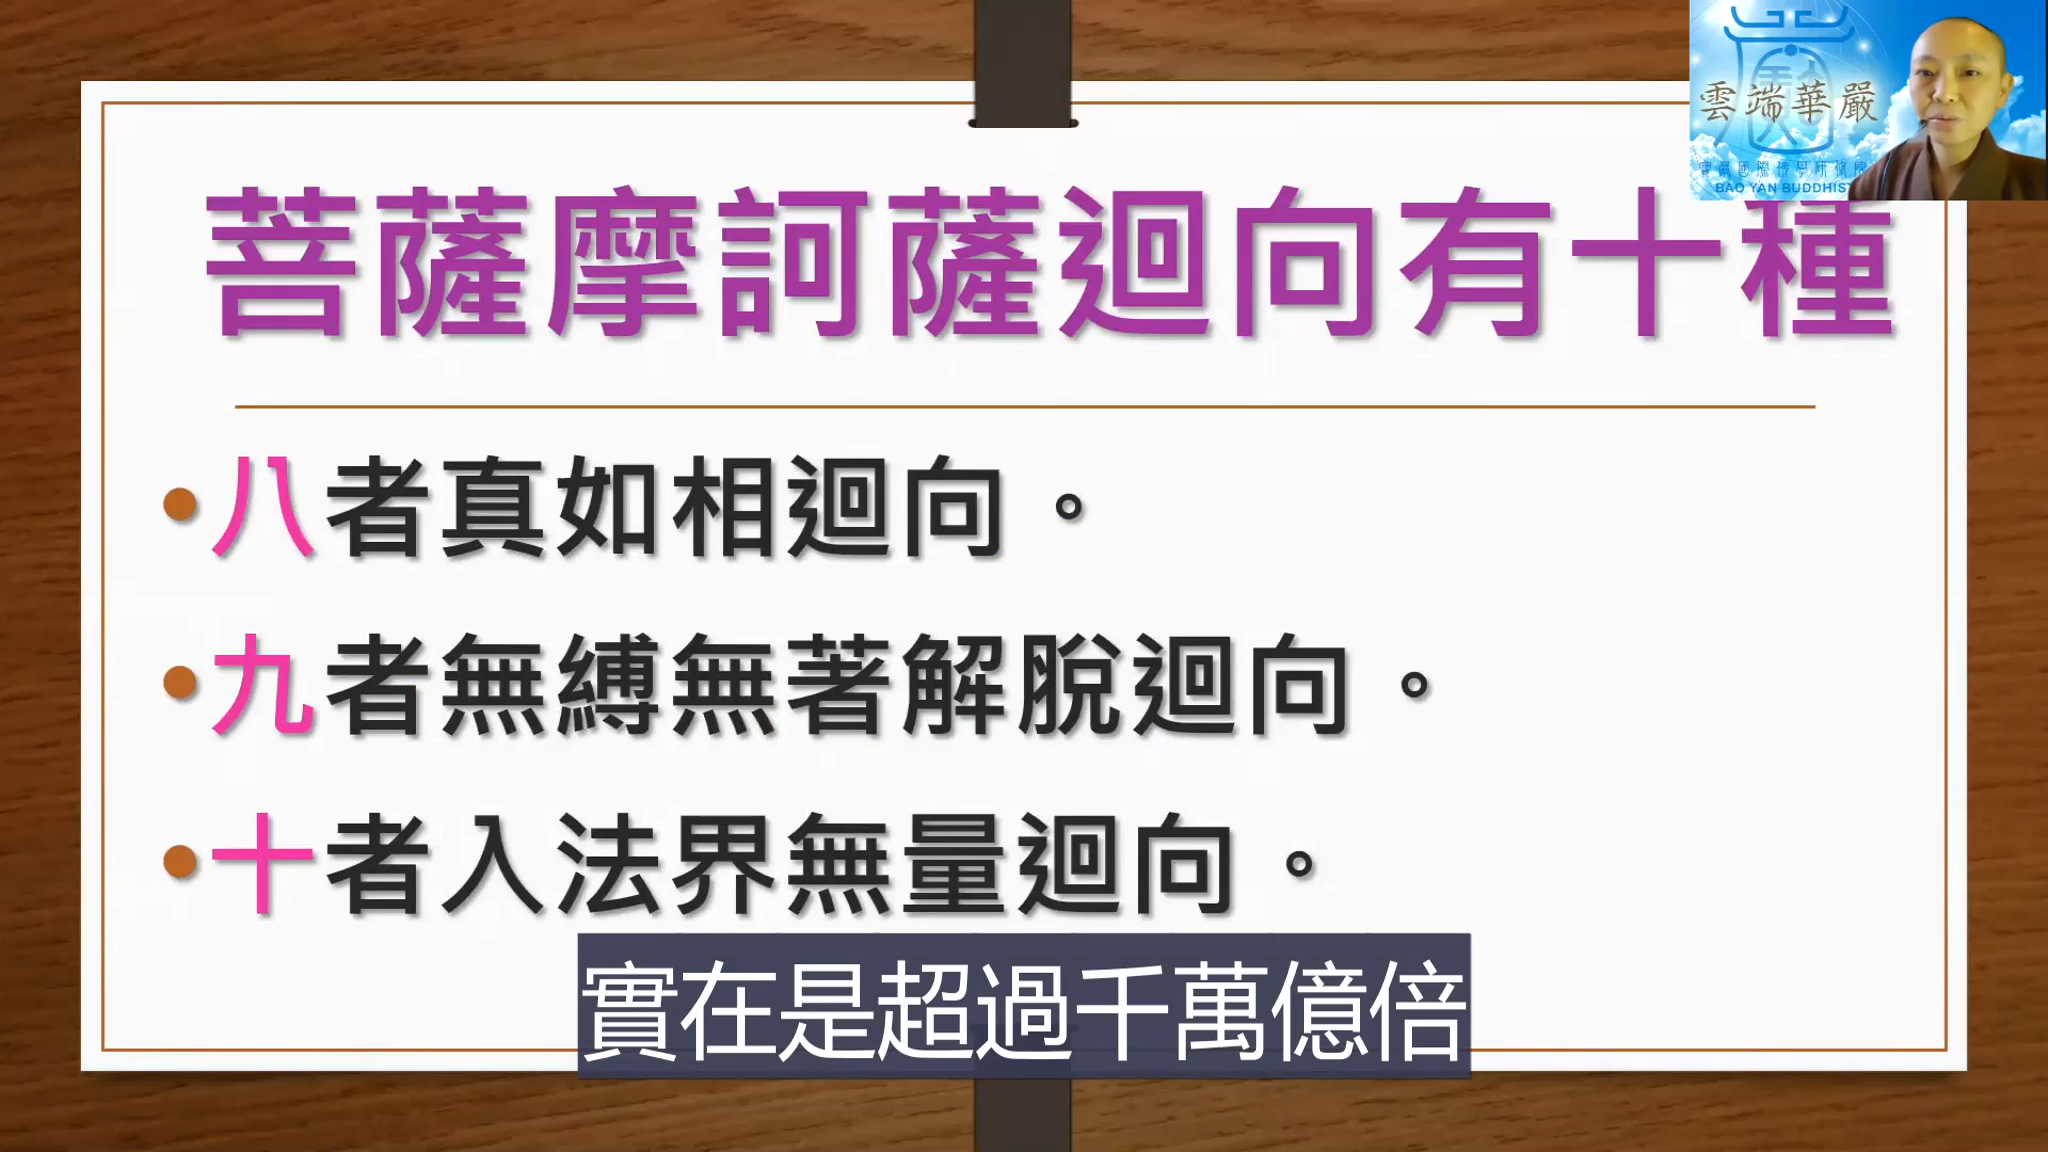 雲端華嚴
BAO YAN BUDDHIST
菩薩摩訶薩迴向有十種
•八者真如相迴向。
•九者無縛無著解脫迴向。
•十者入法界無量迴向。
實在是超過千萬億倍